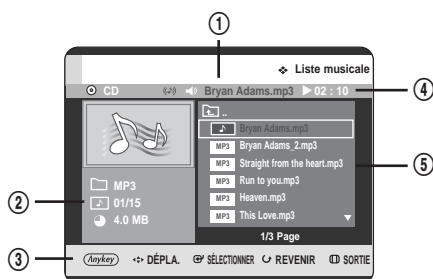 ①
❖ Liste musicale
CD Bryan Adams.mp3 ▶ 02 : 10
④
..
Bryan Adams.mp3
MP3 Bryan Adams_2.mp3
MP3 Straight from the heart.mp3
⑤
MP3 Run to you.mp3
MP3 Heaven.mp3
MP3 This Love.mp3
MP3
② 01/15
4.0 MB
1/3 Page
③ Anykey DÉPLA. SÉLECTIONNER REVENIR SORTIE